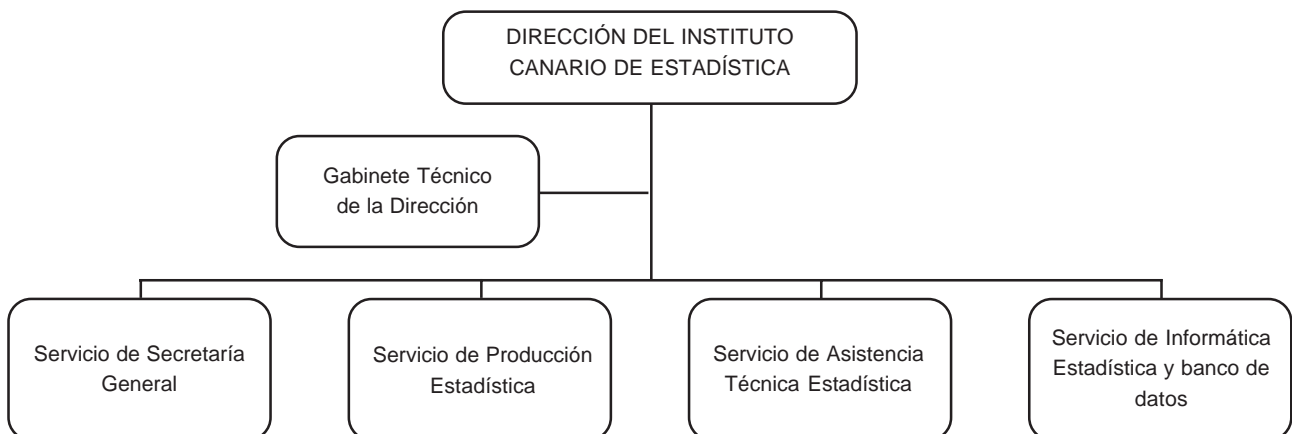 DIRECCIÓN DEL INSTITUTO
CANARIO DE ESTADÍSTICA
Gabinete Técnico
de la Dirección
Servicio de Secretaría
General
Servicio de Producción
Estadística
Servicio de Asistencia
Técnica Estadística
Servicio de Informática
Estadística y banco de
datos